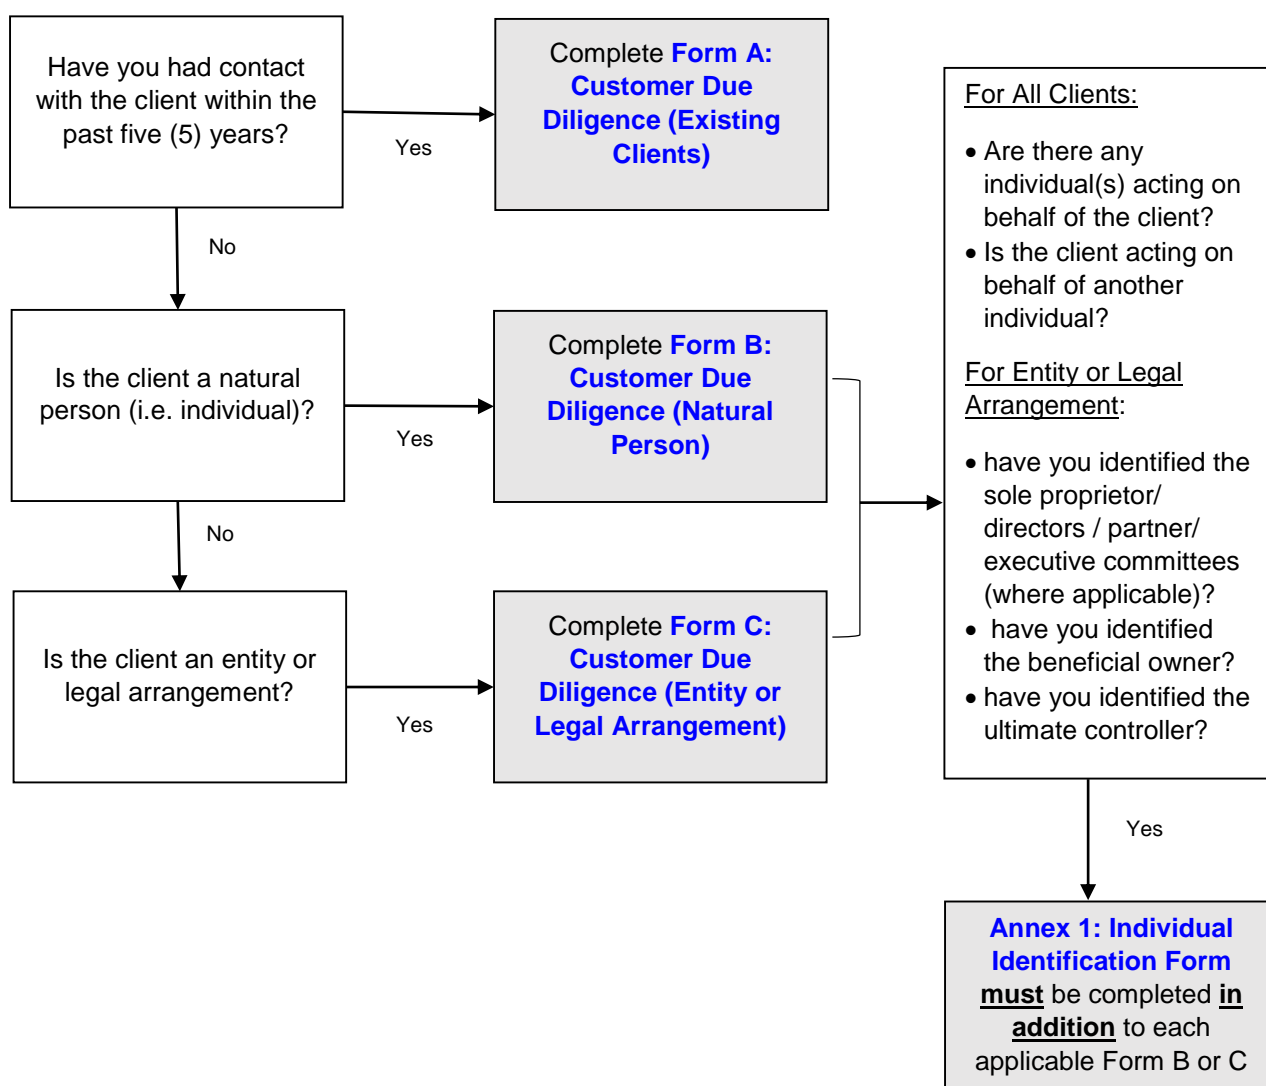 Have you had contact
with the client within the
past five (5) years?
Yes
Complete Form A:
Customer Due
Diligence (Existing
Clients)
No
Is the client a natural
person (i.e. individual)?
Yes
Complete Form B:
Customer Due
Diligence (Natural
Person)
No
Is the client an entity or
legal arrangement?
Yes
Complete Form C:
Customer Due
Diligence (Entity or
Legal Arrangement)
For All Clients:
• Are there any
individual(s) acting on
behalf of the client?
• Is the client acting on
behalf of another
individual?
For Entity or Legal
Arrangement:
• have you identified the
sole proprietor/
directors / partner/
executive committees
(where applicable)?
• have you identified
the beneficial owner?
• have you identified the
ultimate controller?
Yes
Annex 1: Individual
Identification Form
must be completed in
addition to each
applicable Form B or C